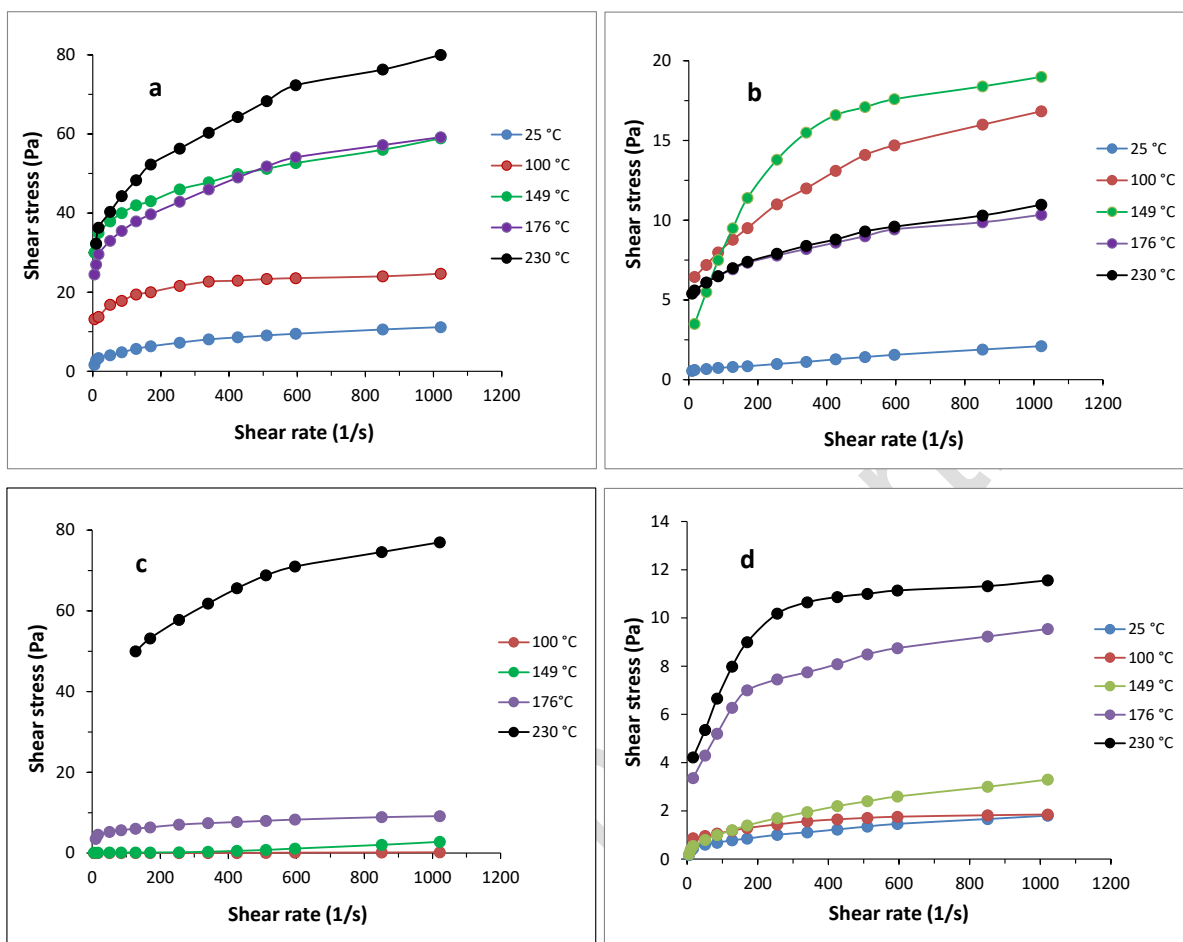 a
80
60
40
20
0
Shear stress (Pa)
0 200 400 600 800 1000 1200
Shear rate (1/s)
25 °C
100 °C
149 °C
176 °C
230 °C
b
20
15
10
5
0
Shear stress (Pa)
0 200 400 600 800 1000 1200
Shear rate (1/s)
25 °C
100 °C
149 °C
176 °C
230 °C
c
80
60
40
20
0
Shear stress (Pa)
0 200 400 600 800 1000 1200
Shear rate (1/s)
100 °C
149 °C
176°C
230 °C
d
14
12
10
8
6
4
2
0
Shear stress (Pa)
0 200 400 600 800 1000 1200
Shear rate (1/s)
25 °C
100 °C
149 °C
176 °C
230 °C